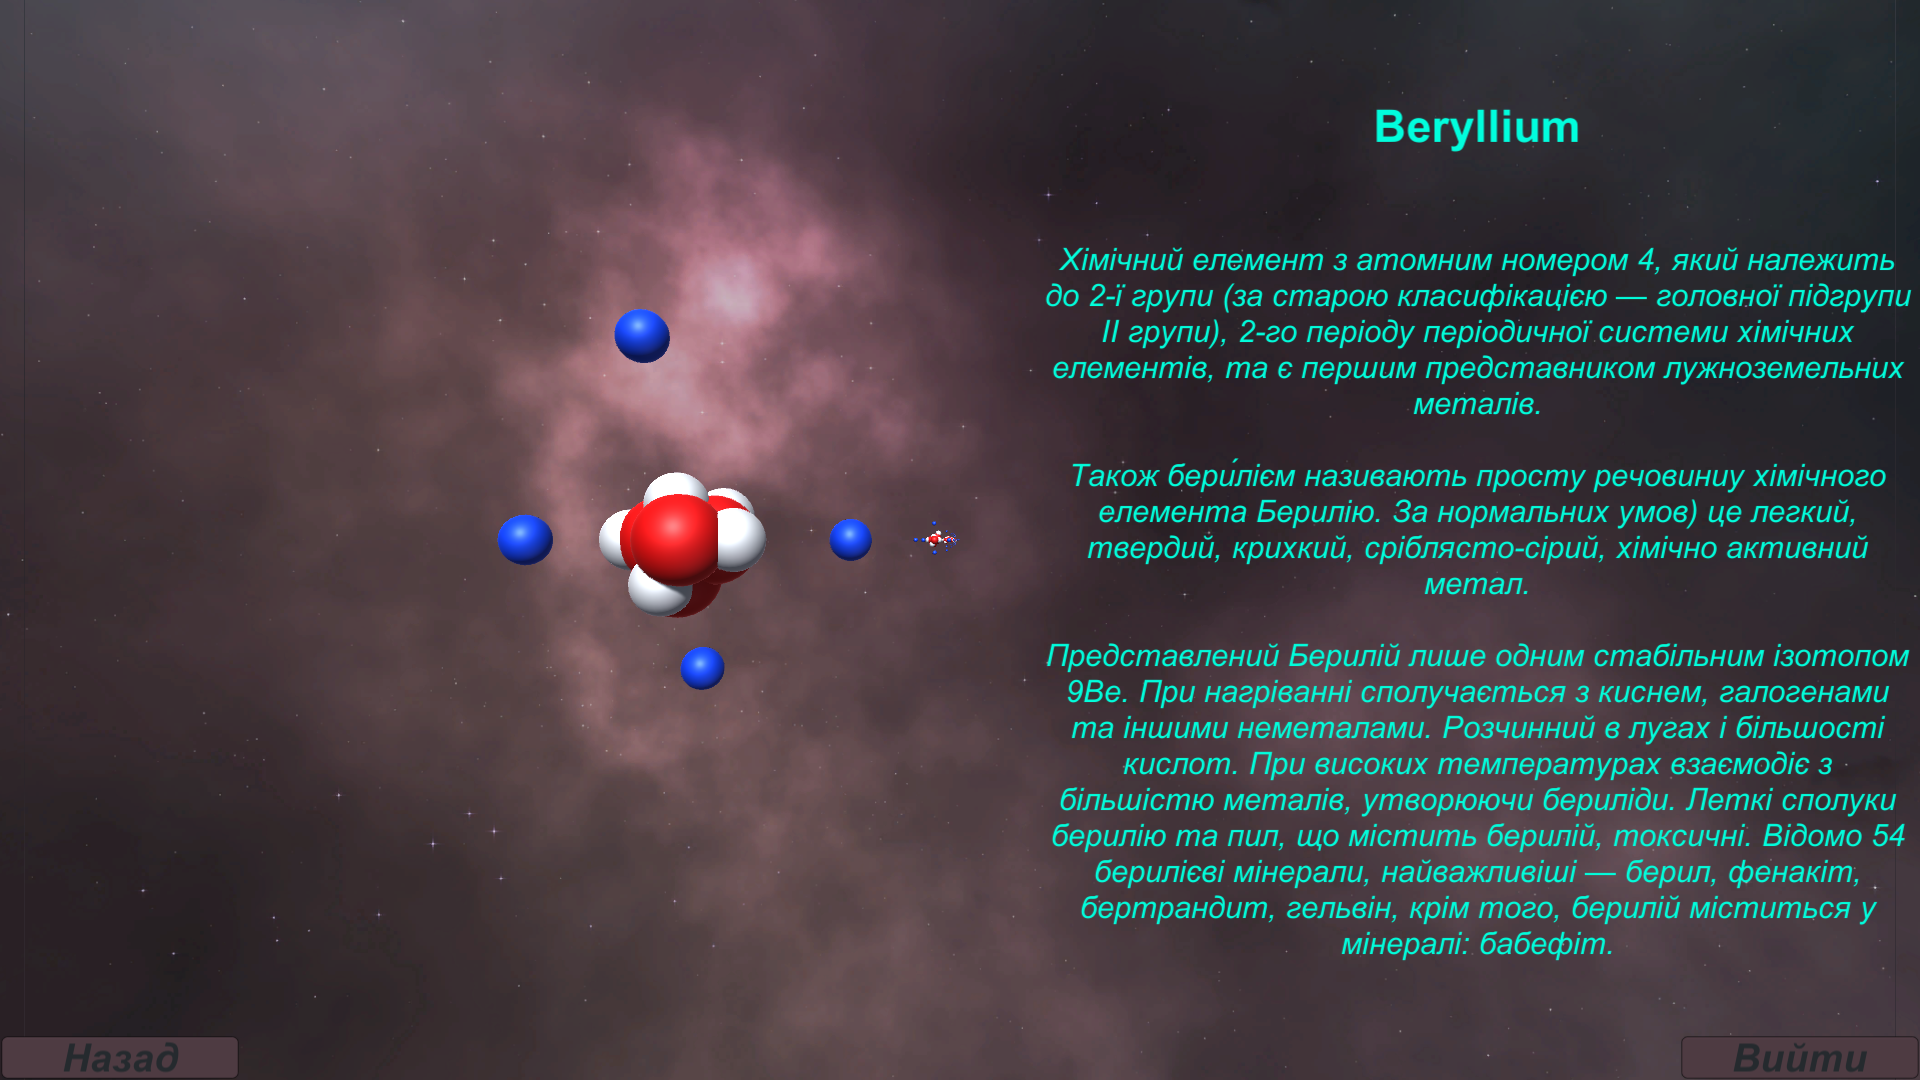 Beryllium
Хімічний елемент з атомним номером 4, який належить
до 2-ї групи (за старою класифікацією — головної підгрупи
II групи), 2-го періоду періодичної системи хімічних
елементів, та є першим представником лужноземельних
металів.
Також бери́лієм називають просту речовиниу хімічного
елемента Берилію. За нормальних умов) це легкий,
твердий, крихкий, сріблясто-сірий, хімічно активний
метал.
Представлений Берилій лише одним стабільним ізотопом
9Be. При нагріванні сполучається з киснем, галогенами
та іншими неметалами. Розчинний в лугах і більшості
кислот. При високих температурах взаємодіє з
більшістю металів, утворюючи бериліди. Леткі сполуки
берилію та пил, що містить берилій, токсичні. Відомо 54
берилієві мінерали, найважливіші — берил, фенакіт,
бертрандит, гельвін, крім того, берилій міститься у
мінералі: бабефіт.
Назад
Вийти